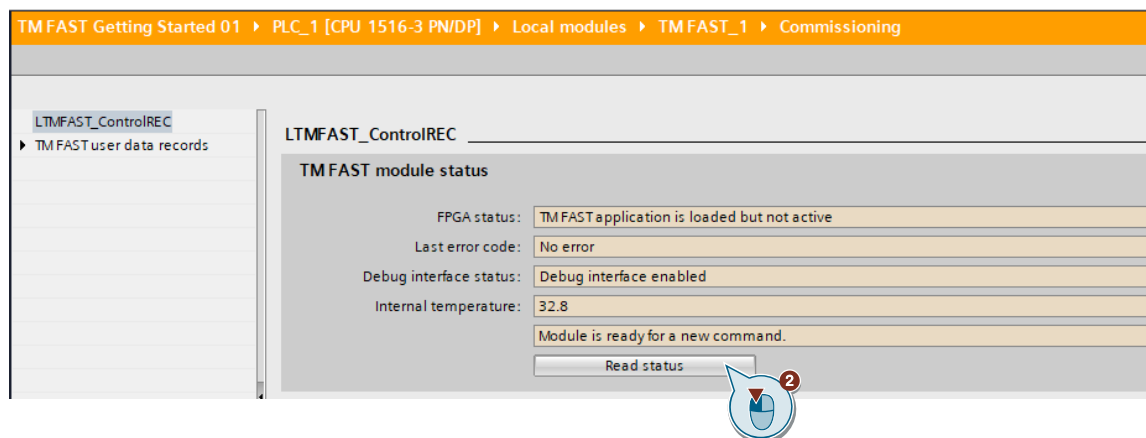 TM FAST Getting Started 01 ▸ PLC_1 [CPU 1516-3 PN/DP] ▸ Local modules ▸ TM FAST_1 ▸ Commissioning
LTMFAST_ControlREC
TM FAST user data records
LTMFAST_ControlREC
TM FAST module status
FPGA status: TM FAST application is loaded but not active
Last error code: No error
Debug interface status: Debug interface enabled
Internal temperature: 32.8
Module is ready for a new command.
Read status
2